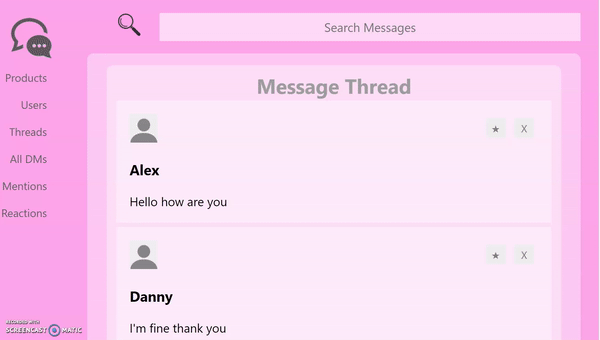 Search Messages
Products
Users
Threads
All DMs
Mentions
Reactions
Message Thread
★ X
Alex
Hello how are you
★ X
Danny
I'm fine thank you
RECORDED WITH
SCREENCAST MATIC